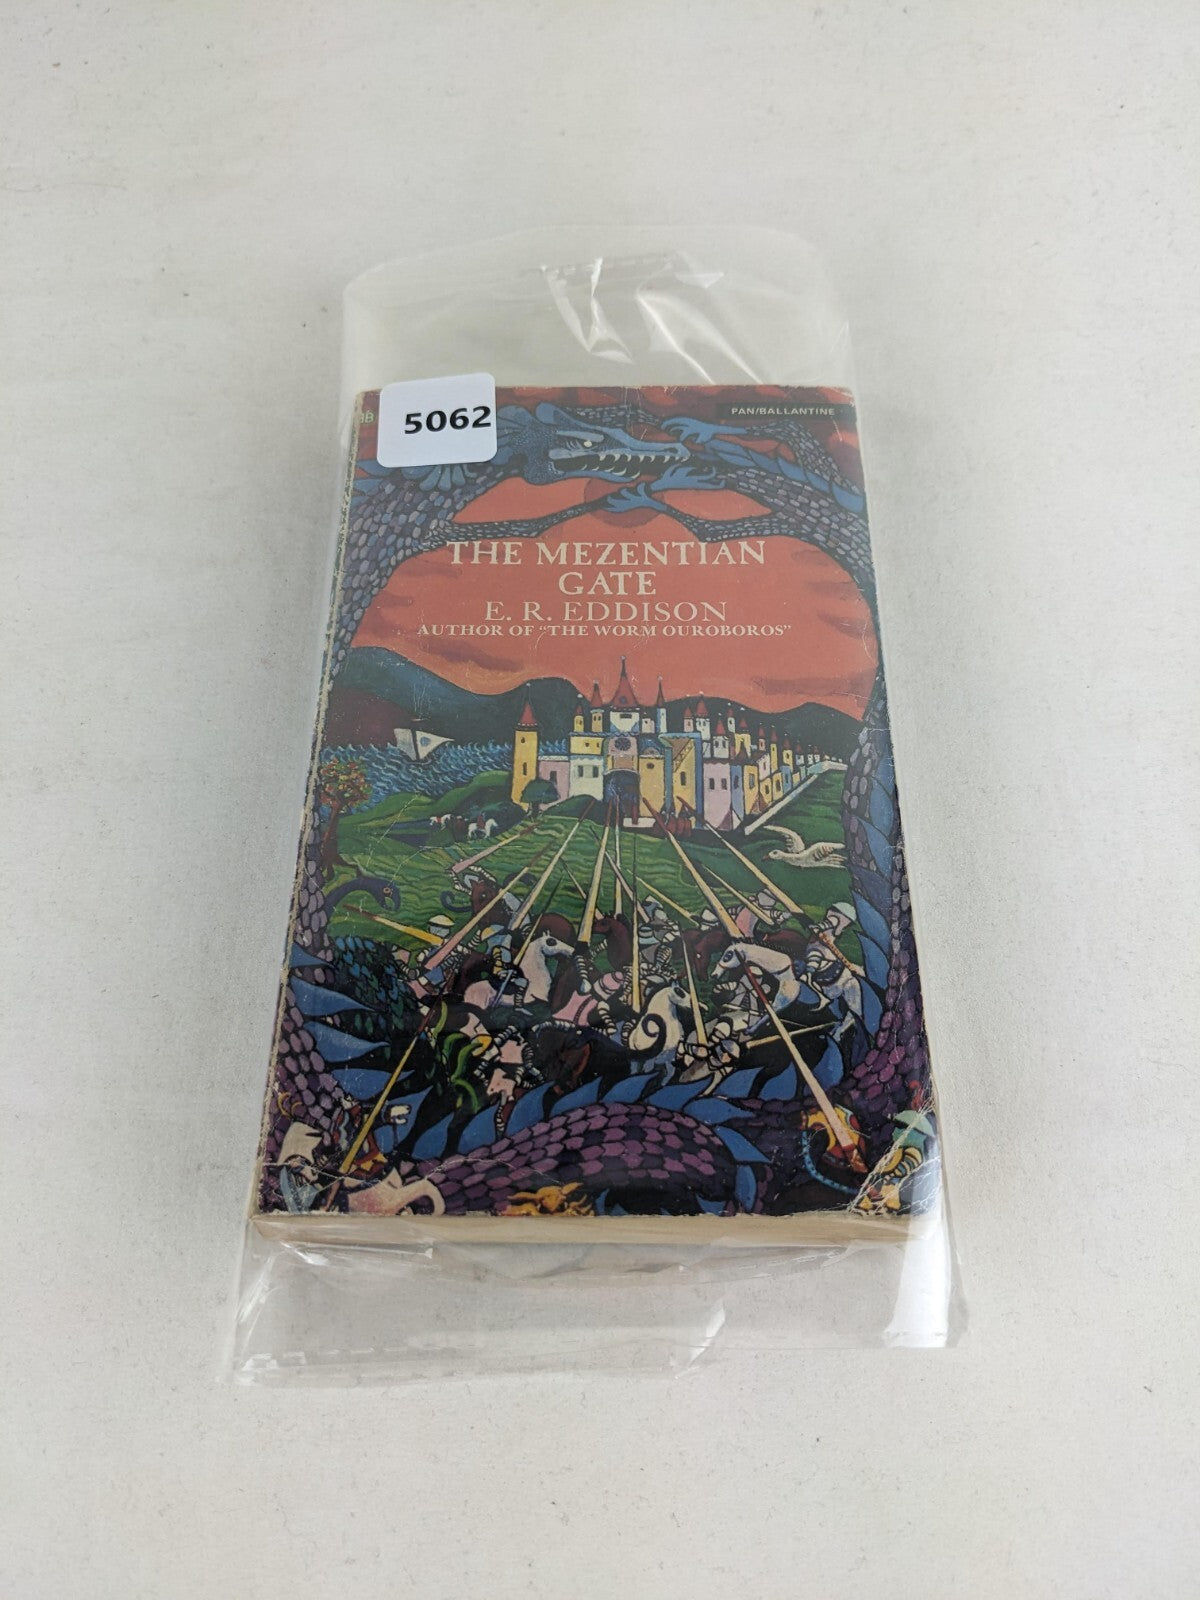 5062
PAN/BALLANTINE
THE MEZENTIAN
GATE
E. R. EDDISON
AUTHOR OF "THE WORM OUROBOROS"